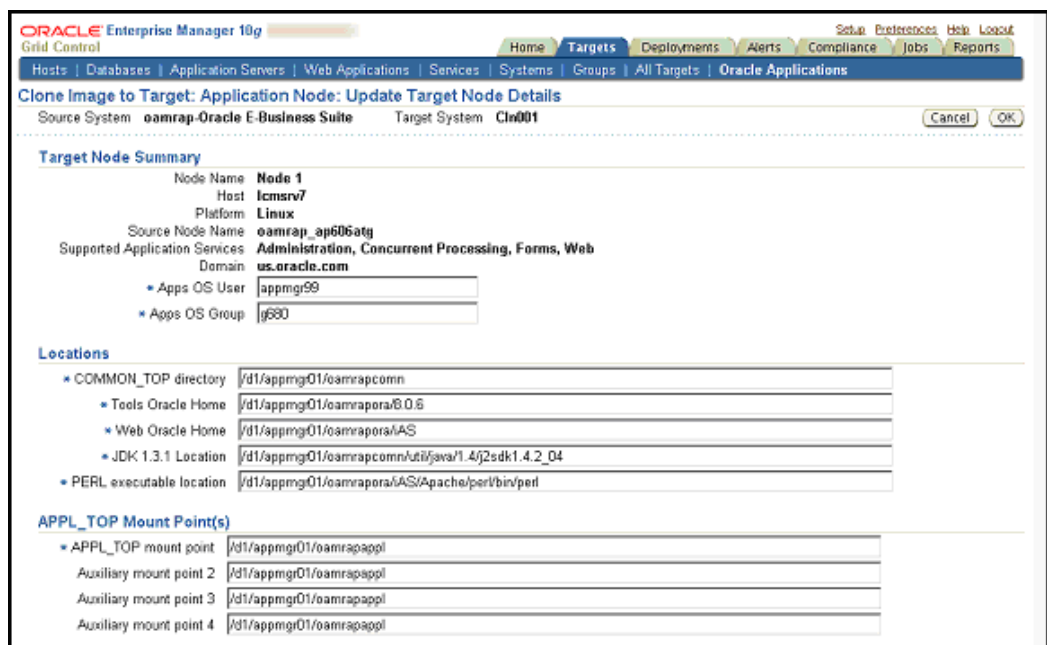 ORACLE Enterprise Manager 10g
Grid Control
Setup Preferences Help Logout
Home Targets Deployments Alerts Compliance Jobs Reports
Hosts | Databases | Application Servers | Web Applications | Services | Systems | Groups | All Targets | Oracle Applications
Clone Image to Target: Application Node: Update Target Node Details
Source System oamrap-Oracle E-Business Suite Target System Cln001
Cancel OK
Target Node Summary
Node Name Node 1
Host lcmsrv7
Platform Linux
Source Node Name oamrap_ap606atg
Supported Application Services Administration, Concurrent Processing, Forms, Web
Domain us.oracle.com
* Apps OS User appmgr99
* Apps OS Group g680
Locations
* COMMON_TOP directory /d1/appmgr01/oamrapcomn
* Tools Oracle Home /d1/appmgr01/oamrapora/8.0.6
* Web Oracle Home /d1/appmgr01/oamrapora/iAS
* JDK 1.3.1 Location /d1/appmgr01/oamrapcomn/util/java/1.4/j2sdk1.4.2_04
* PERL executable location /d1/appmgr01/oamrapora/iAS/Apache/perl/bin/perl
APPL_TOP Mount Point(s)
* APPL_TOP mount point /d1/appmgr01/oamrapappl
Auxiliary mount point 2 /d1/appmgr01/oamrapappl
Auxiliary mount point 3 /d1/appmgr01/oamrapappl
Auxiliary mount point 4 /d1/appmgr01/oamrapappl